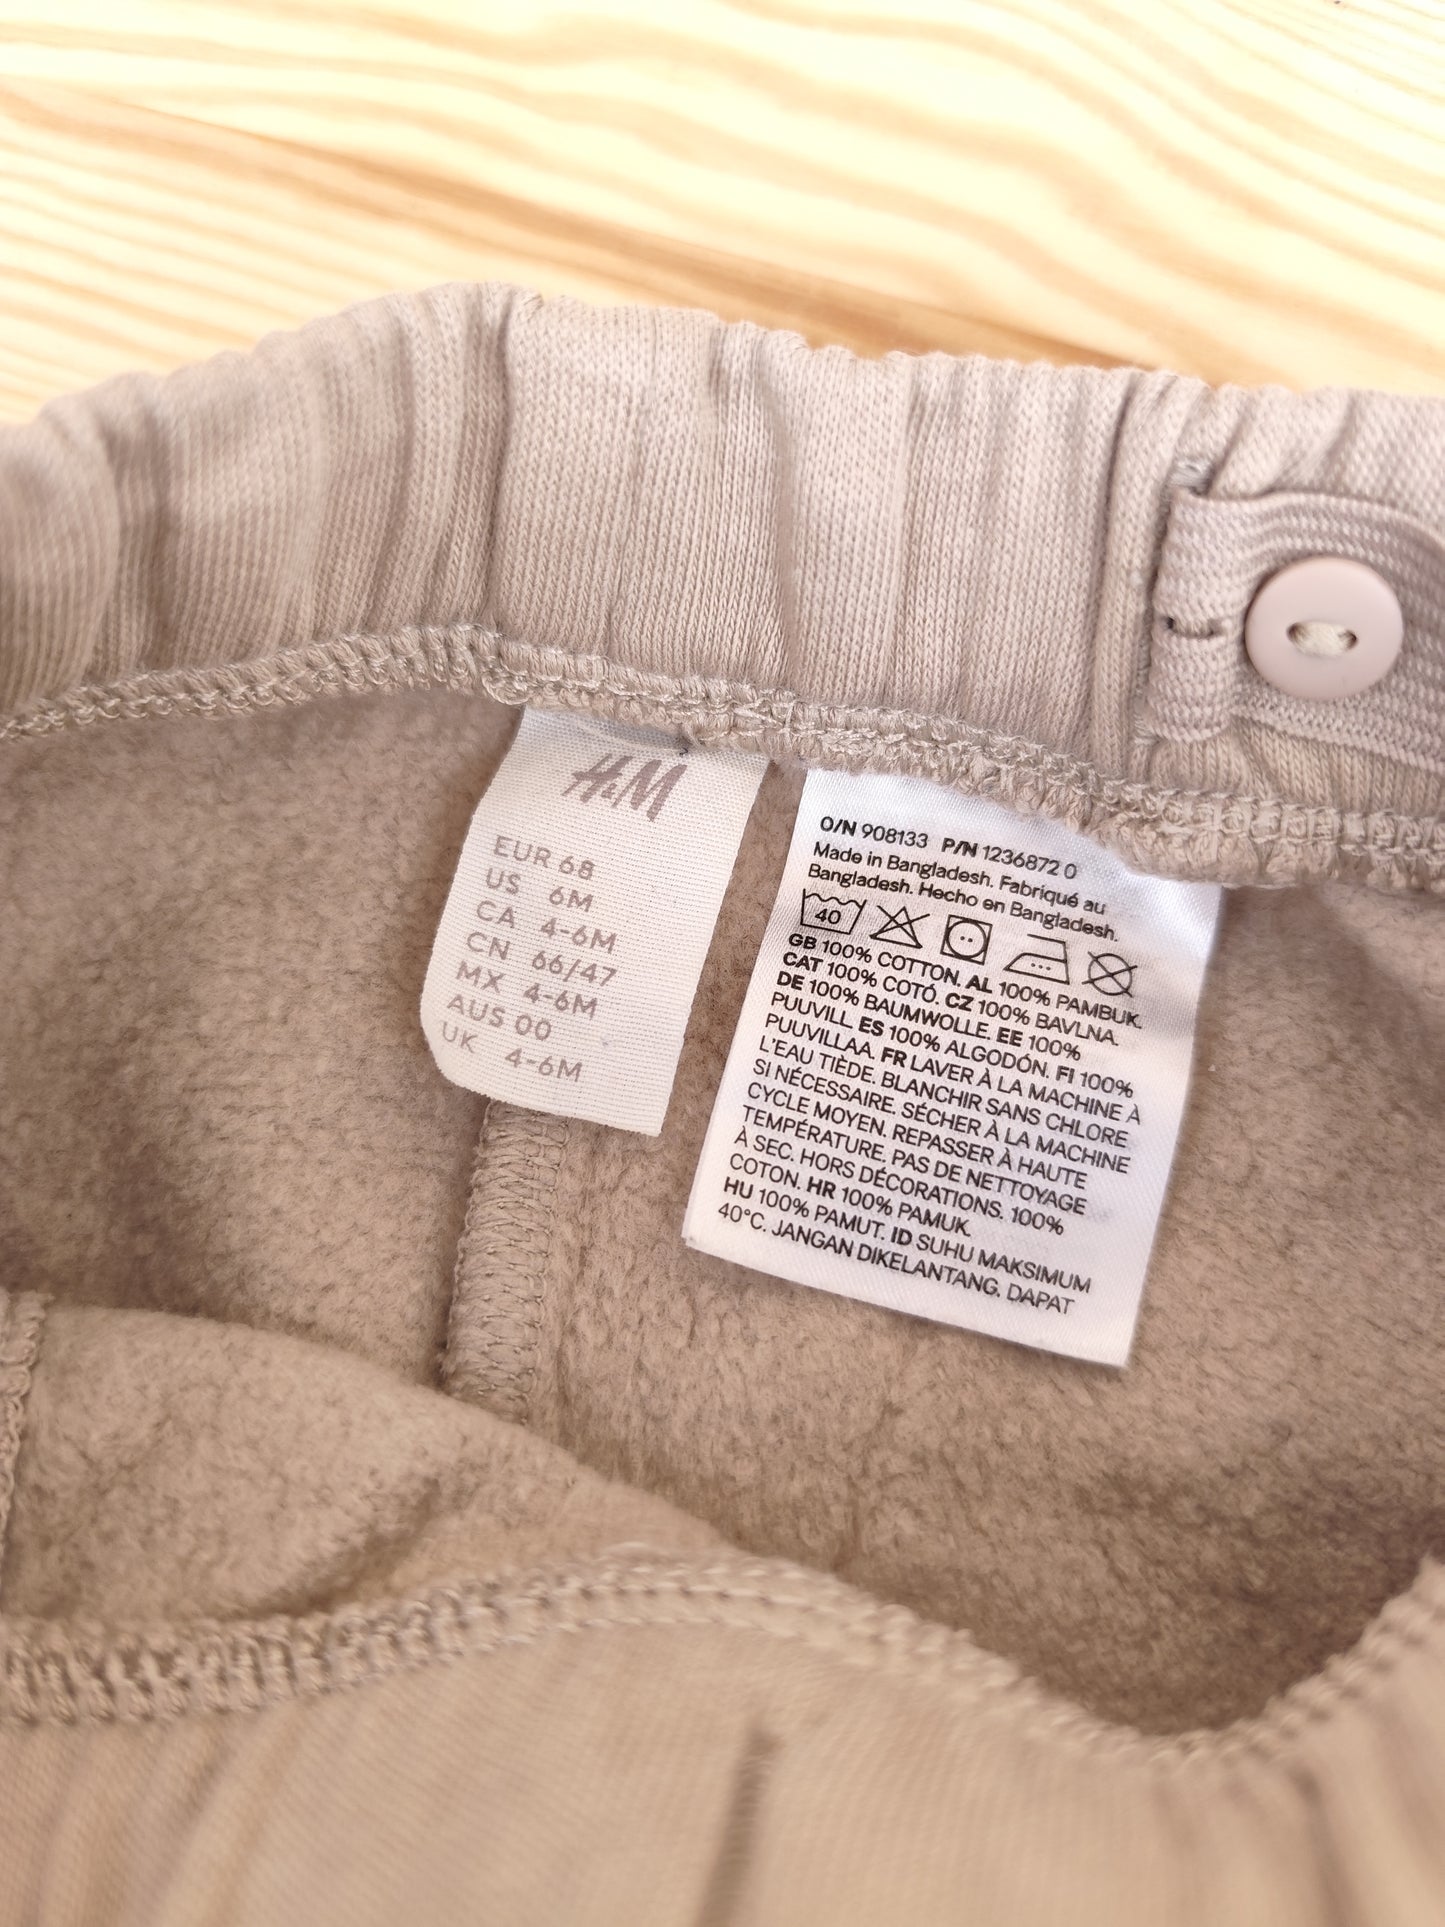 H&M
EUR 68
US 6M
CA 4-6M
CN 66/47
MX 4-6M
AUS 00
UK 4-6M
O/N 908133 P/N 1236872 0
Made in Bangladesh. Fabriqué au
Bangladesh. Hecho en Bangladesh.
40
GB 100% COTTON. AL 100% PAMBUK.
CAT 100% COTÓ. CZ 100% BAVLNA.
DE 100% BAUMWOLLE. EE 100%
PUUVILL. ES 100% ALGODÓN. FI 100%
PUUVILLAA. FR LAVER À LA MACHINE À
L'EAU TIÈDE. BLANCHIR SANS CHLORE
SI NÉCESSAIRE. SÉCHER À LA MACHINE
CYCLE MOYEN. REPASSER À HAUTE
TEMPÉRATURE. PAS DE NETTOYAGE
À SEC. HORS DÉCORATIONS. 100%
COTON. HR 100% PAMUK.
HU 100% PAMUT. ID SUHU MAKSIMUM
40°C. JANGAN DIKELANTANG. DAPAT